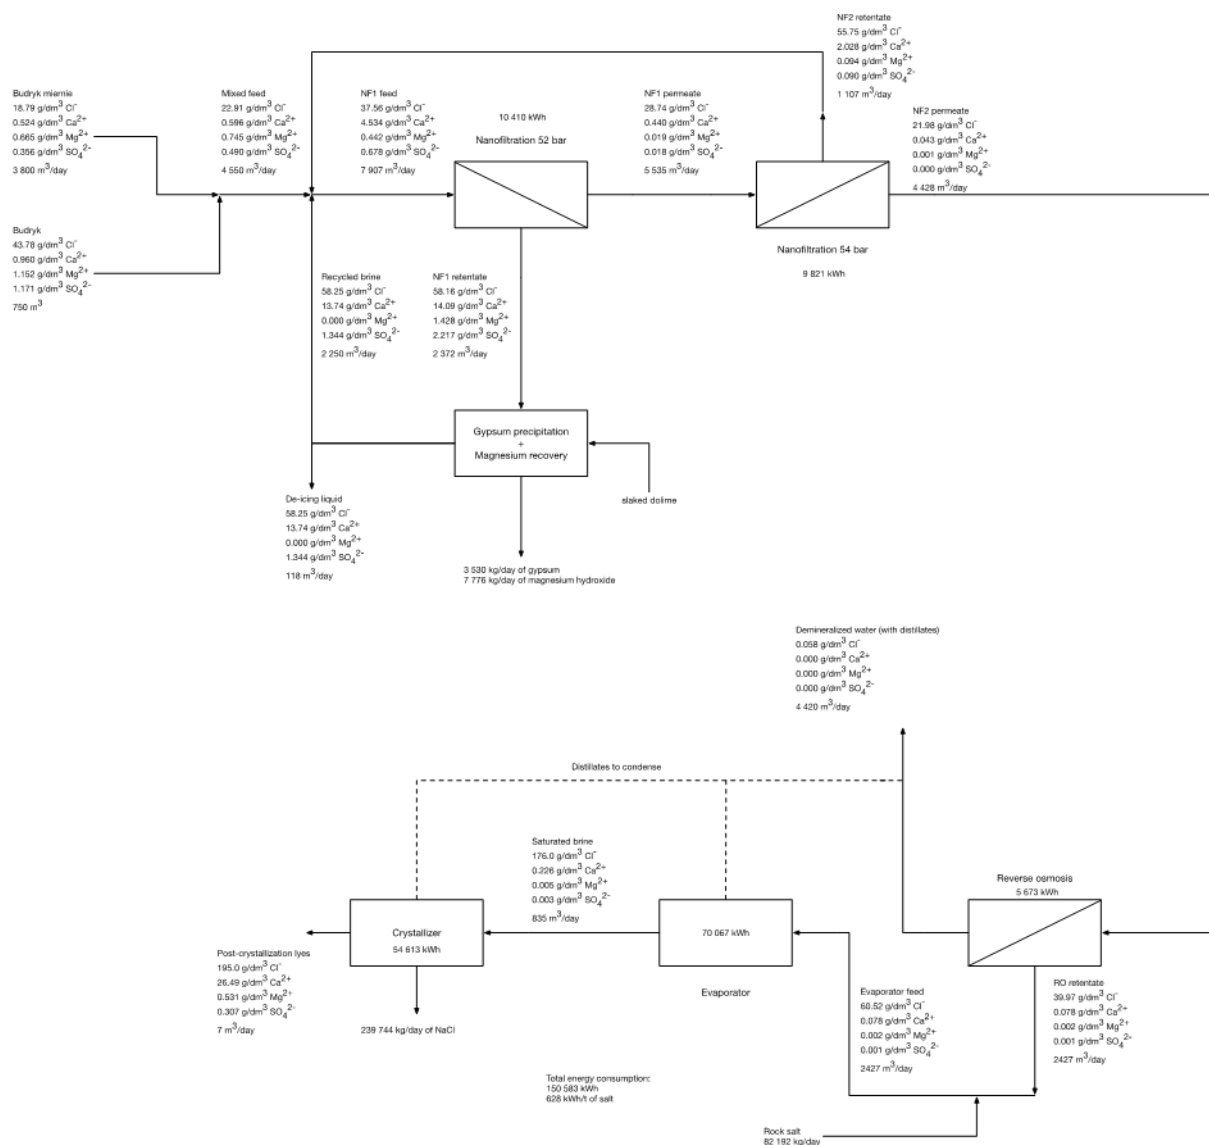 NF2 retentate
55.75 g/dm³ Cl⁻
2.028 g/dm³ Ca²⁺
0.094 g/dm³ Mg²⁺
0.090 g/dm³ SO₄²⁻
1 107 m³/day
Budryk miernie
18.79 g/dm³ Cl⁻
0.524 g/dm³ Ca²⁺
0.665 g/dm³ Mg²⁺
0.356 g/dm³ SO₄²⁻
3 800 m³/day
Mixed feed
22.91 g/dm³ Cl⁻
0.596 g/dm³ Ca²⁺
0.745 g/dm³ Mg²⁺
0.490 g/dm³ SO₄²⁻
4 550 m³/day
NF1 feed
37.56 g/dm³ Cl⁻
4.534 g/dm³ Ca²⁺
0.442 g/dm³ Mg²⁺
0.678 g/dm³ SO₄²⁻
7 907 m³/day
10 410 kWh
Nanofiltration 52 bar
NF1 permeate
28.74 g/dm³ Cl⁻
0.440 g/dm³ Ca²⁺
0.019 g/dm³ Mg²⁺
0.018 g/dm³ SO₄²⁻
5 535 m³/day
NF2 permeate
21.98 g/dm³ Cl⁻
0.043 g/dm³ Ca²⁺
0.001 g/dm³ Mg²⁺
0.000 g/dm³ SO₄²⁻
4 428 m³/day
Nanofiltration 54 bar
9 821 kWh
Budryk
43.78 g/dm³ Cl⁻
0.960 g/dm³ Ca²⁺
1.152 g/dm³ Mg²⁺
1.171 g/dm³ SO₄²⁻
750 m³
Recycled brine
58.25 g/dm³ Cl⁻
13.74 g/dm³ Ca²⁺
0.000 g/dm³ Mg²⁺
1.344 g/dm³ SO₄²⁻
2 250 m³/day
NF1 retentate
58.16 g/dm³ Cl⁻
14.09 g/dm³ Ca²⁺
1.428 g/dm³ Mg²⁺
2.217 g/dm³ SO₄²⁻
2 372 m³/day
Gypsum precipitation
+
Magnesium recovery
slaked dolime
De-icing liquid
58.25 g/dm³ Cl⁻
13.74 g/dm³ Ca²⁺
0.000 g/dm³ Mg²⁺
1.344 g/dm³ SO₄²⁻
118 m³/day
3 530 kg/day of gypsum
7 776 kg/day of magnesium hydroxide
Demineralized water (with distillates)
0.058 g/dm³ Cl⁻
0.000 g/dm³ Ca²⁺
0.000 g/dm³ Mg²⁺
0.000 g/dm³ SO₄²⁻
4 420 m³/day
Distillates to condense
Saturated brine
176.0 g/dm³ Cl⁻
0.226 g/dm³ Ca²⁺
0.005 g/dm³ Mg²⁺
0.003 g/dm³ SO₄²⁻
835 m³/day
Reverse osmosis
5 673 kWh
Crystallizer
54 613 kWh
70 067 kWh
Evaporator
Post-crystallization lyes
195.0 g/dm³ Cl⁻
26.49 g/dm³ Ca²⁺
0.531 g/dm³ Mg²⁺
0.307 g/dm³ SO₄²⁻
7 m³/day
239 744 kg/day of NaCl
Evaporator feed
60.52 g/dm³ Cl⁻
0.078 g/dm³ Ca²⁺
0.002 g/dm³ Mg²⁺
0.001 g/dm³ SO₄²⁻
2427 m³/day
RO retentate
39.97 g/dm³ Cl⁻
0.078 g/dm³ Ca²⁺
0.002 g/dm³ Mg²⁺
0.001 g/dm³ SO₄²⁻
2427 m³/day
Total energy consumption:
150 583 kWh
628 kWh/t of salt
Rock salt
82 192 kg/day